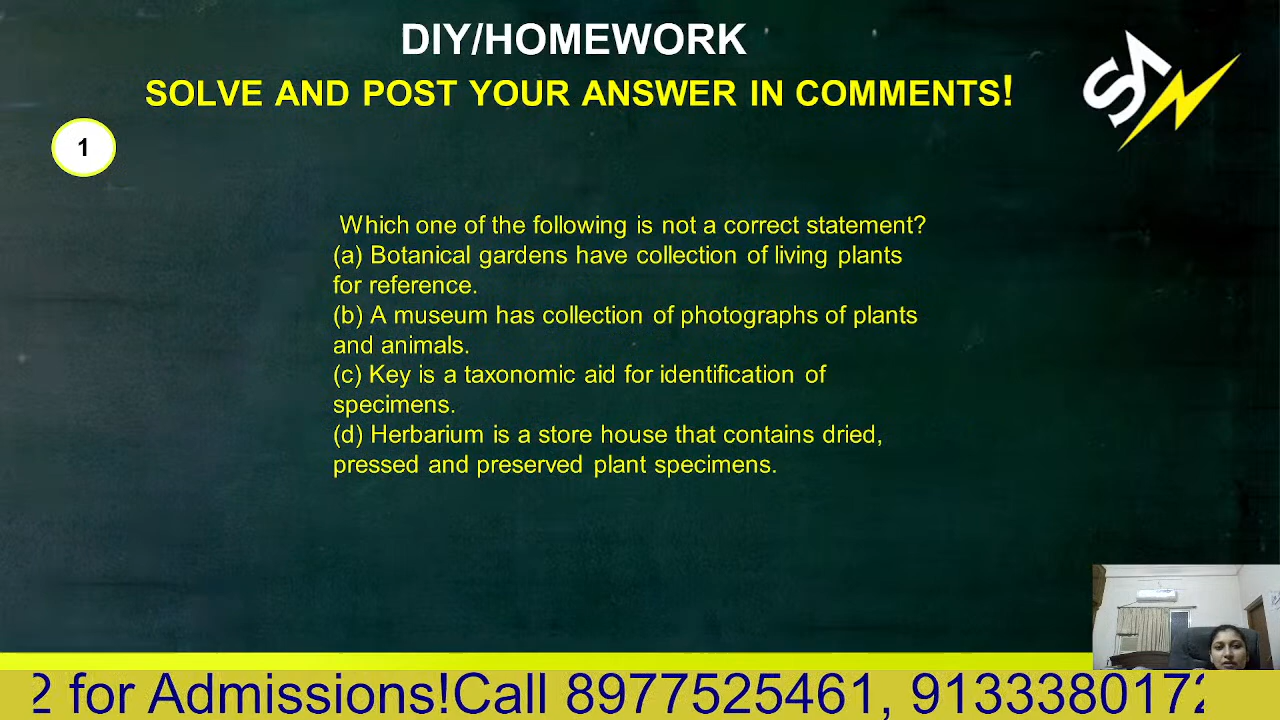 DIY/HOMEWORK
SOLVE AND POST YOUR ANSWER IN COMMENTS!
1
Which one of the following is not a correct statement?
(a) Botanical gardens have collection of living plants
for reference.
(b) A museum has collection of photographs of plants
and animals.
(c) Key is a taxonomic aid for identification of
specimens.
(d) Herbarium is a store house that contains dried,
pressed and preserved plant specimens.
2 for Admissions!Call 8977525461, 9133380172